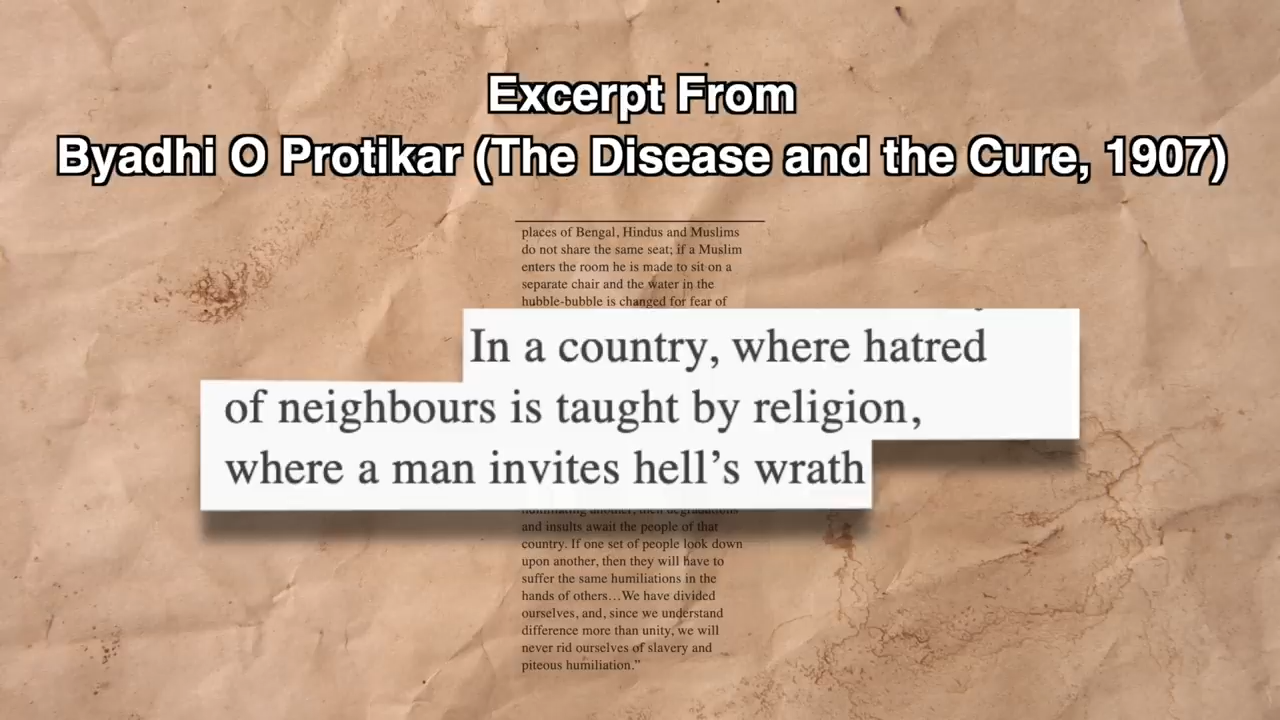 Excerpt From
Byadhi O Protikar (The Disease and the Cure, 1907)
places of Bengal, Hindus and Muslims
do not share the same seat; if a Muslim
enters the room he is made to sit on a
separate chair and the water in the
hubble-bubble is changed for fear of
In a country, where hatred
of neighbours is taught by religion,
where a man invites hell’s wrath
and insults await the people of that
country. If one set of people look down
upon another, then they will have to
suffer the same humiliations in the
hands of others…We have divided
ourselves, and, since we understand
difference more than unity, we will
never rid ourselves of slavery and
piteous humiliation.”